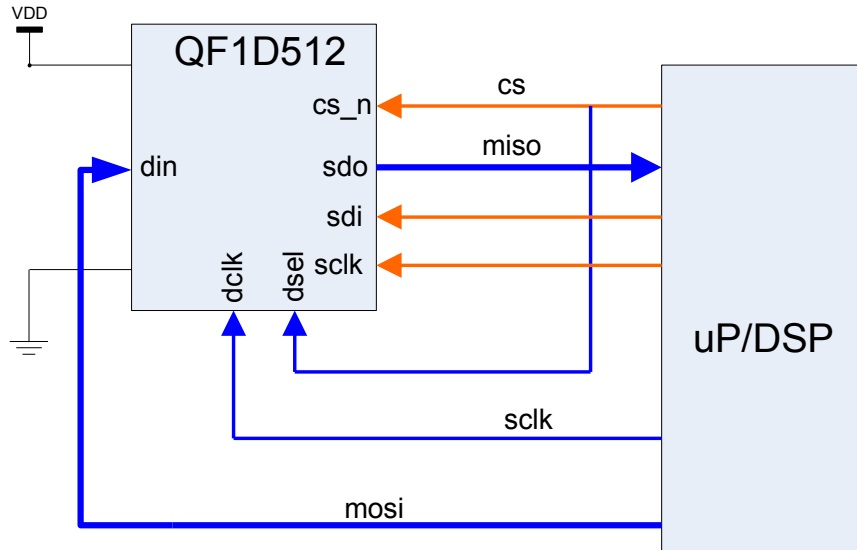 VDD
QF1D512
cs
cs_n
miso
din
sdo
sdi
sclk
dclk
dsel
uP/DSP
sclk
mosi